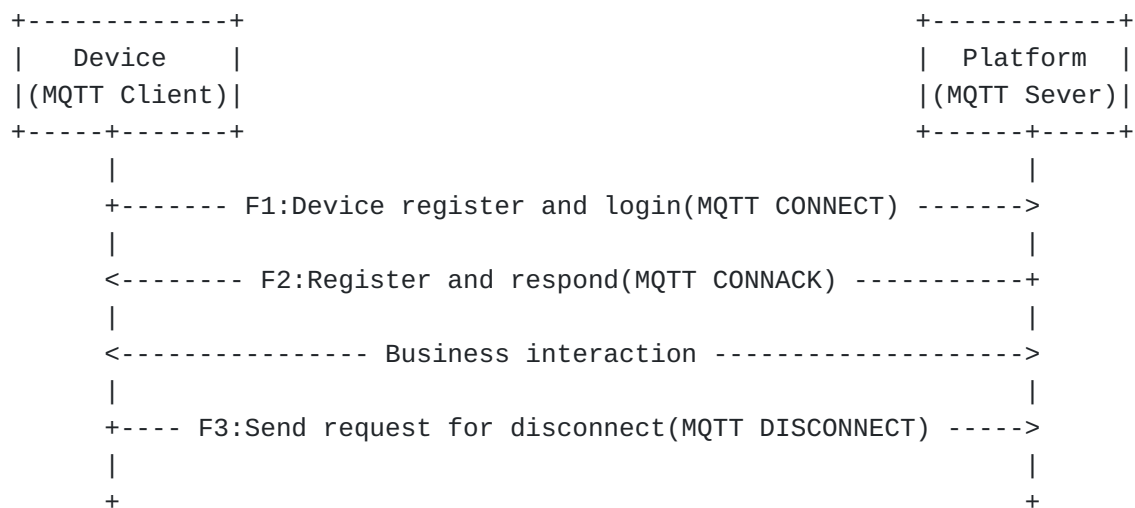 +-------------+                                           +------------+
|   Device    |                                           |  Platform  |
|(MQTT Client)|                                           |(MQTT Sever)|
+-----+-------+                                           +------+-----+
      |                                                          |
      +------- F1:Device register and login(MQTT CONNECT) ------->
      |                                                          |
      <-------- F2:Register and respond(MQTT CONNACK) -----------+
      |                                                          |
      <---------------- Business interaction -------------------->
      |                                                          |
      +---- F3:Send request for disconnect(MQTT DISCONNECT) ----->
      |                                                          |
      +                                                          +